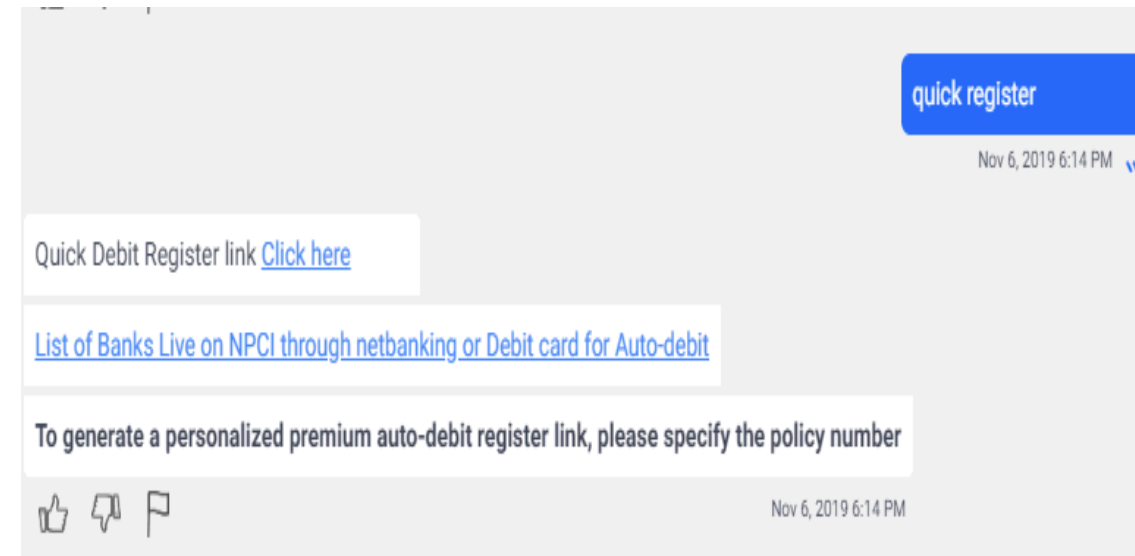 quick register
Nov 6, 2019 6:14 PM
Quick Debit Register link Click here
List of Banks Live on NPCI through netbanking or Debit card for Auto-debit
To generate a personalized premium auto-debit register link, please specify the policy number
Nov 6, 2019 6:14 PM